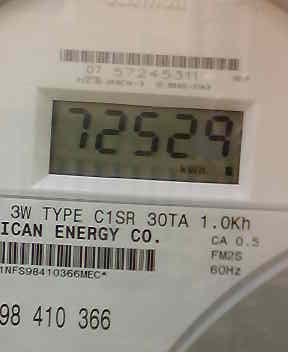 07 57245311
72529
kWh
3W TYPE C1SR 30TA 1.0Kh
ICAN ENERGY CO.
CA 0.5
FM2S
60Hz
1NFS98410366MEC*
98 410 366